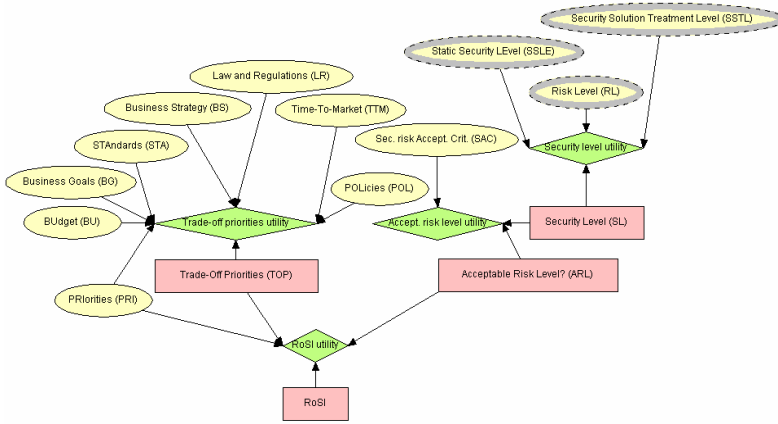 Security Solution Treatment Level (SSTL)
Static Security LEvel (SSLE)
Law and Regulations (LR)
Risk Level (RL)
Business Strategy (BS)
Time-To-Market (TTM)
STAndards (STA)
Sec. risk Accept. Crit. (SAC)
Security level utility
Business Goals (BG)
POLicies (POL)
BUdget (BU)
Trade-off priorities utility
Accept. risk level utility
Security Level (SL)
Trade-Off Priorities (TOP)
Acceptable Risk Level? (ARL)
PRIorities (PRI)
RoSI utility
RoSI